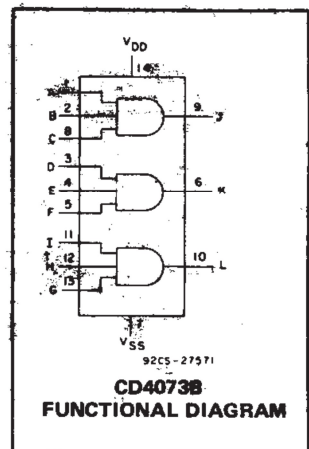 VDD
14
B 2
9 J
C 8
D 3
E 4
6 K
F 5
I 11
H 12
10 L
G 13
VSS
92CS-27571
CD4073B
FUNCTIONAL DIAGRAM